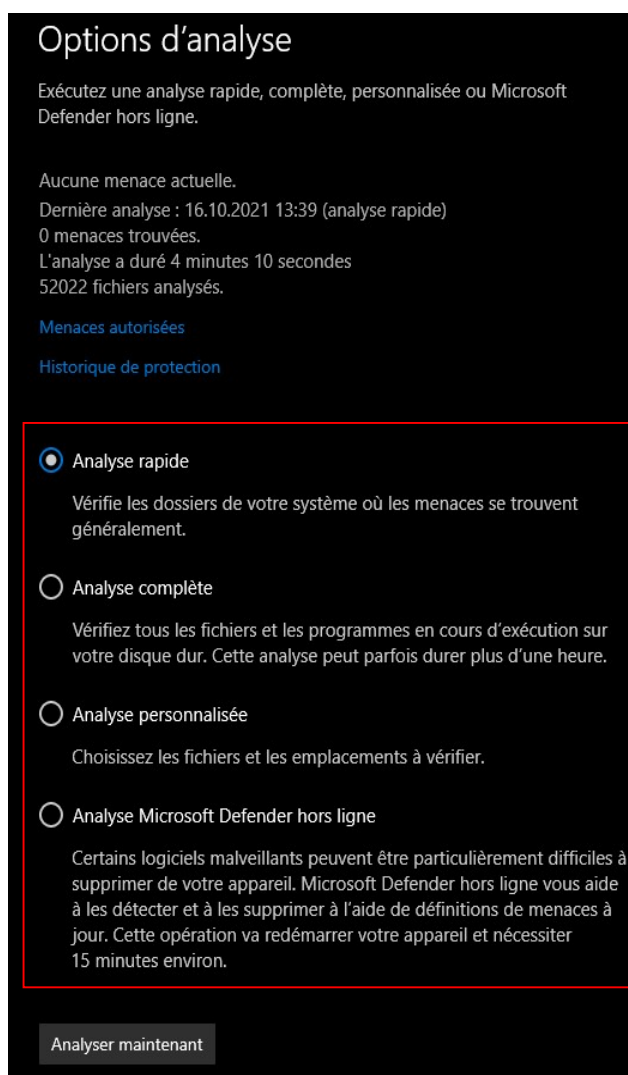 Options d’analyse
Exécutez une analyse rapide, complète, personnalisée ou Microsoft
Defender hors ligne.
Aucune menace actuelle.
Dernière analyse : 16.10.2021 13:39 (analyse rapide)
0 menaces trouvées.
L'analyse a duré 4 minutes 10 secondes
52022 fichiers analysés.
Menaces autorisées
Historique de protection
Analyse rapide
Vérifie les dossiers de votre système où les menaces se trouvent
généralement.
Analyse complète
Vérifiez tous les fichiers et les programmes en cours d’exécution sur
votre disque dur. Cette analyse peut parfois durer plus d’une heure.
Analyse personnalisée
Choisissez les fichiers et les emplacements à vérifier.
Analyse Microsoft Defender hors ligne
Certains logiciels malveillants peuvent être particulièrement difficiles à
supprimer de votre appareil. Microsoft Defender hors ligne vous aide
à les détecter et à les supprimer à l’aide de définitions de menaces à
jour. Cette opération va redémarrer votre appareil et nécessiter
15 minutes environ.
Analyser maintenant